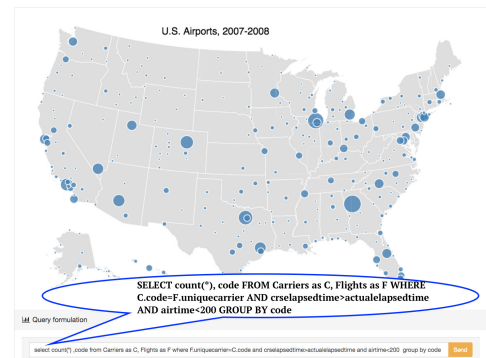 U.S. Airports, 2007-2008
SELECT count(*), code FROM Carriers as C, Flights as F WHERE
C.code=F.uniquecarrier AND crselapsedtime>actualelapsedtime
AND airtime<200 GROUP BY code
Query formulation
select count(*) ,code from Carriers as C, Flights as F where F.uniquecarrier=C.code and crselapsedtime>actualelapsedtime and airtime<200 group by code
Send